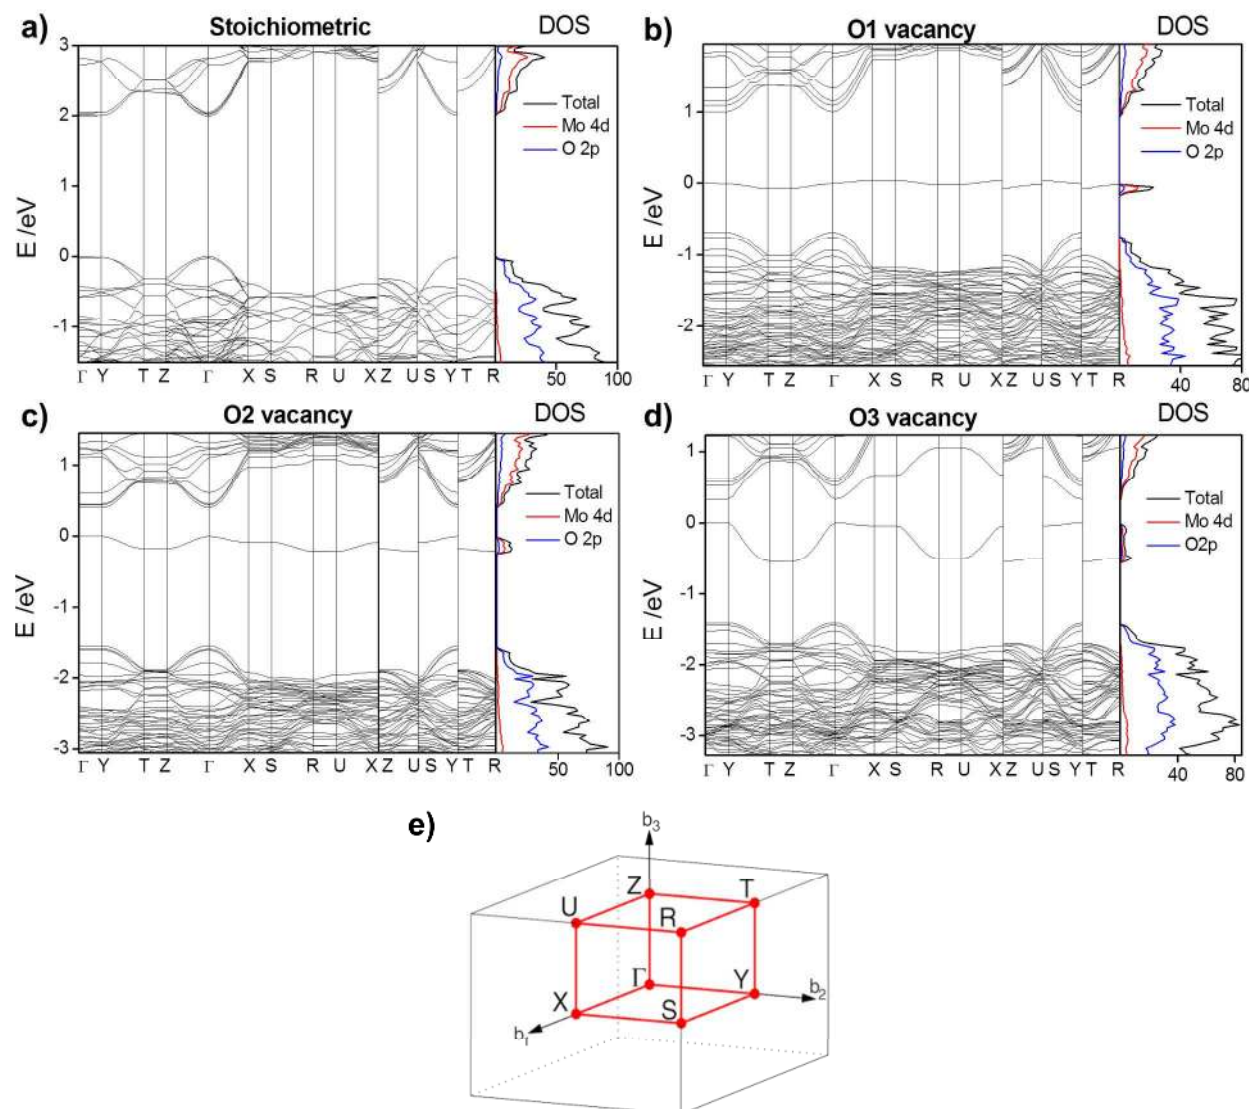 a)
Stoichiometric
DOS
E /eV
3
2
1
0
-1
Total
Mo 4d
O 2p
Γ Y T Z Γ X S R U X Z U S Y T R
50 100
b)
O1 vacancy
DOS
E /eV
1
0
-1
-2
Total
Mo 4d
O 2p
Γ Y T Z Γ X S R U X Z U S Y T R
40 80
c)
O2 vacancy
DOS
E /eV
1
0
-1
-2
-3
Total
Mo 4d
O 2p
Γ Y T Z Γ X S R U X Z U S Y T R
50 100
d)
O3 vacancy
DOS
E /eV
1
0
-1
-2
-3
Total
Mo 4d
O2p
Γ Y T Z Γ X S R U X Z U S Y T R
40 80
e)
b3
Z T
U R
Γ Y
b2
X S
b1